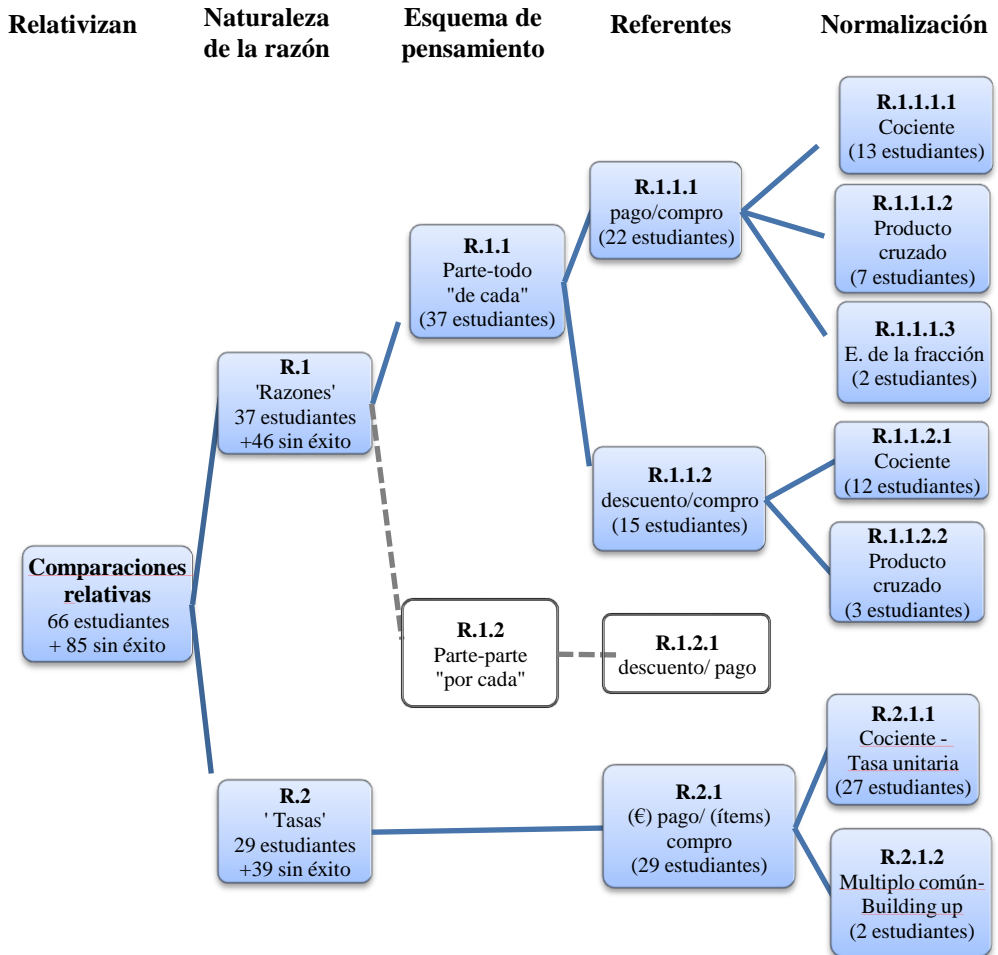 Relativizan
Naturaleza
de la razón
Esquema de
pensamiento
Referentes
Normalización
Comparaciones
relativas
66 estudiantes
+ 85 sin éxito
R.1
'Razones'
37 estudiantes
+46 sin éxito
R.1.1
Parte-todo
"de cada"
(37 estudiantes)
R.1.1.1
pago/compro
(22 estudiantes)
R.1.1.1.1
Cociente
(13 estudiantes)
R.1.1.1.2
Producto
cruzado
(7 estudiantes)
R.1.1.1.3
E. de la fracción
(2 estudiantes)
R.1.1.2
descuento/compro
(15 estudiantes)
R.1.1.2.1
Cociente
(12 estudiantes)
R.1.1.2.2
Producto
cruzado
(3 estudiantes)
R.1.2
Parte-parte
"por cada"
R.1.2.1
descuento/ pago
R.2
' Tasas'
29 estudiantes
+39 sin éxito
R.2.1
(€) pago/ (ítems)
compro
(29 estudiantes)
R.2.1.1
Cociente -
Tasa unitaria
(27 estudiantes)
R.2.1.2
Multiplo común-
Building up
(2 estudiantes)